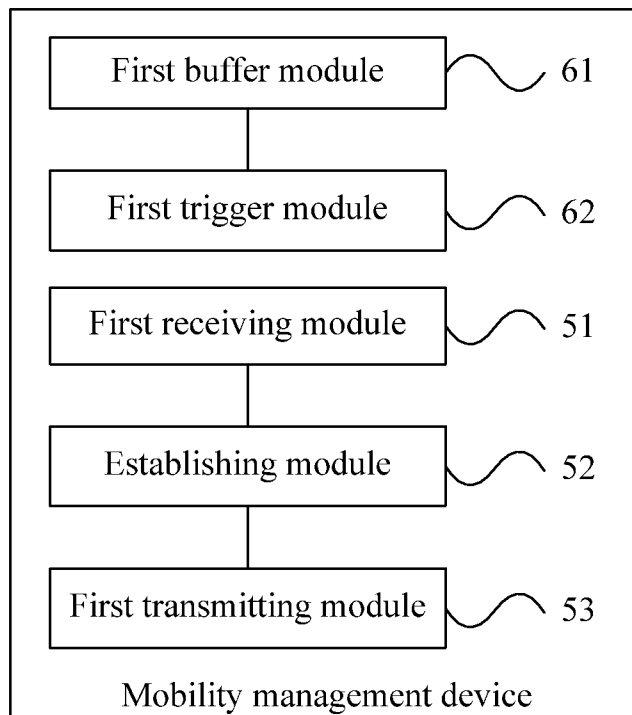 First buffer module 61
First trigger module 62
First receiving module 51
Establishing module 52
First transmitting module 53
Mobility management device